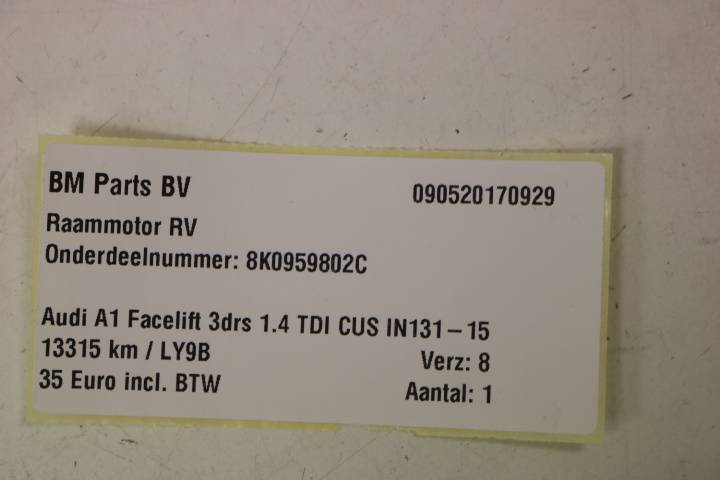 BM Parts BV 090520170929
Raammotor RV
Onderdeelnummer: 8K0959802C
Audi A1 Facelift 3drs 1.4 TDI CUS IN131-15
13315 km / LY9B Verz: 8
35 Euro incl. BTW Aantal: 1